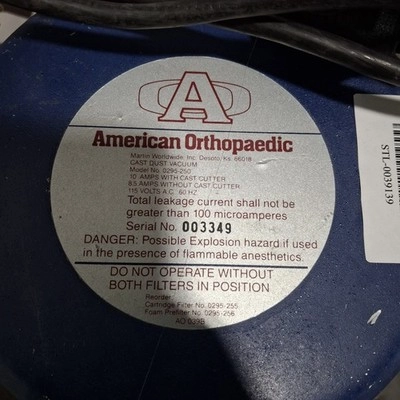 A
American Orthopaedic
Martin Worldwide, Inc. Desoto, Ks. 66018
CAST DUST VACUUM
Model No. 0295-250
10 AMPS WITH CAST CUTTER
8.5 AMPS WITHOUT CAST CUTTER
115 VOLTS A.C. 60 HZ.
Total leakage current shall not be
greater than 100 microamperes
Serial No. 003349
DANGER: Possible Explosion hazard if used
in the presence of flammable anesthetics.
DO NOT OPERATE WITHOUT
BOTH FILTERS IN POSITION
Reorder
Cartridge Filter No. 0295-255
Foam Prefilter No. 0295-256
AO 939B
STL-0039139